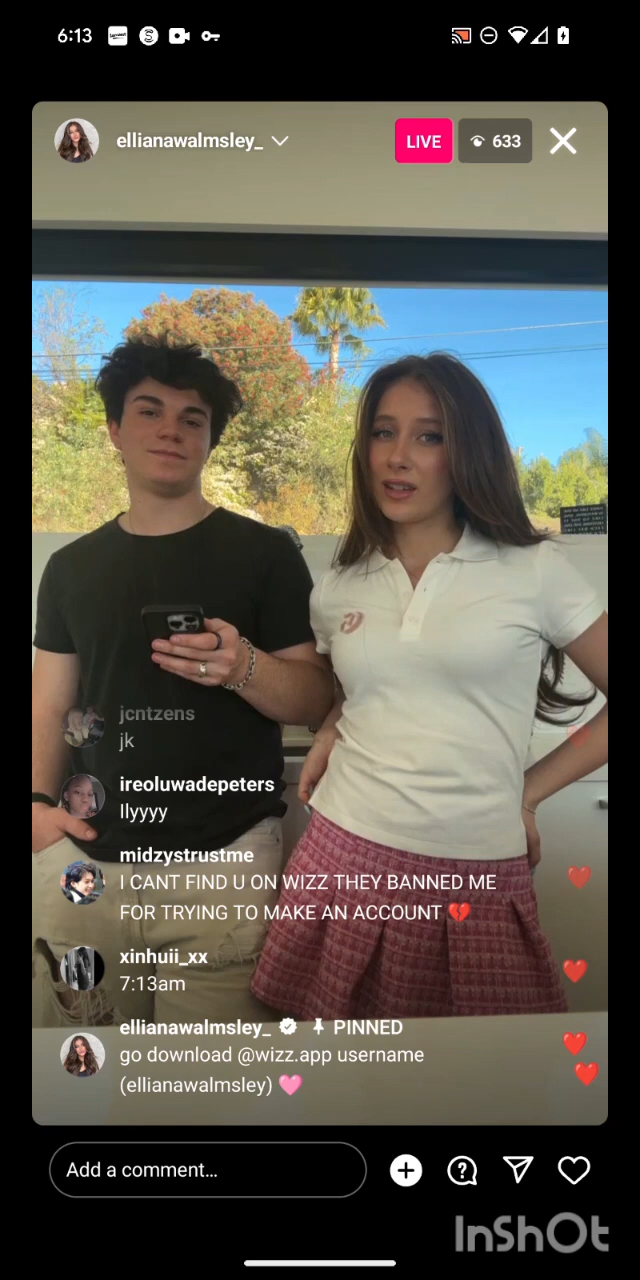 6:13
ellianawalmsley_
LIVE
633
jcntzens
jk
ireoluwadepeters
Ilyyyy
midzystrustme
I CANT FIND U ON WIZZ THEY BANNED ME
FOR TRYING TO MAKE AN ACCOUNT 💔
xinhuii_xx
7:13am
ellianawalmsley_ PINNED
go download @wizz.app username
(ellianawalmsley) 🩷
Add a comment...
InShOt